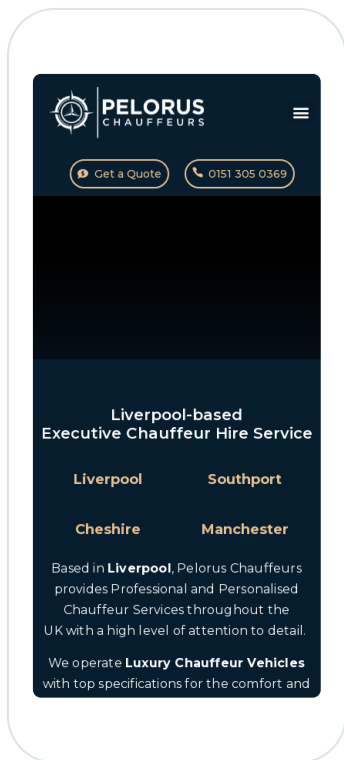 PELORUS
CHAUFFEURS
Get a Quote
0151 305 0369
Liverpool-based
Executive Chauffeur Hire Service
Liverpool Southport
Cheshire Manchester
Based in Liverpool, Pelorus Chauffeurs
provides Professional and Personalised
Chauffeur Services throughout the
UK with a high level of attention to detail.
We operate Luxury Chauffeur Vehicles
with top specifications for the comfort and